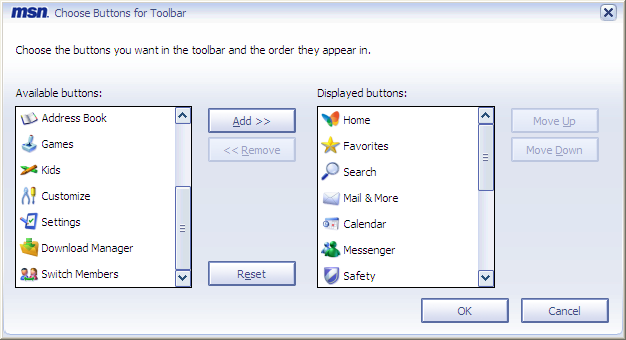 msn. Choose Buttons for Toolbar
Choose the buttons you want in the toolbar and the order they appear in.
Available buttons:
Address Book
Games
Kids
Customize
Settings
Download Manager
Switch Members
Add >>
<< Remove
Reset
Displayed buttons:
Home
Favorites
Search
Mail & More
Calendar
Messenger
Safety
Move Up
Move Down
OK
Cancel